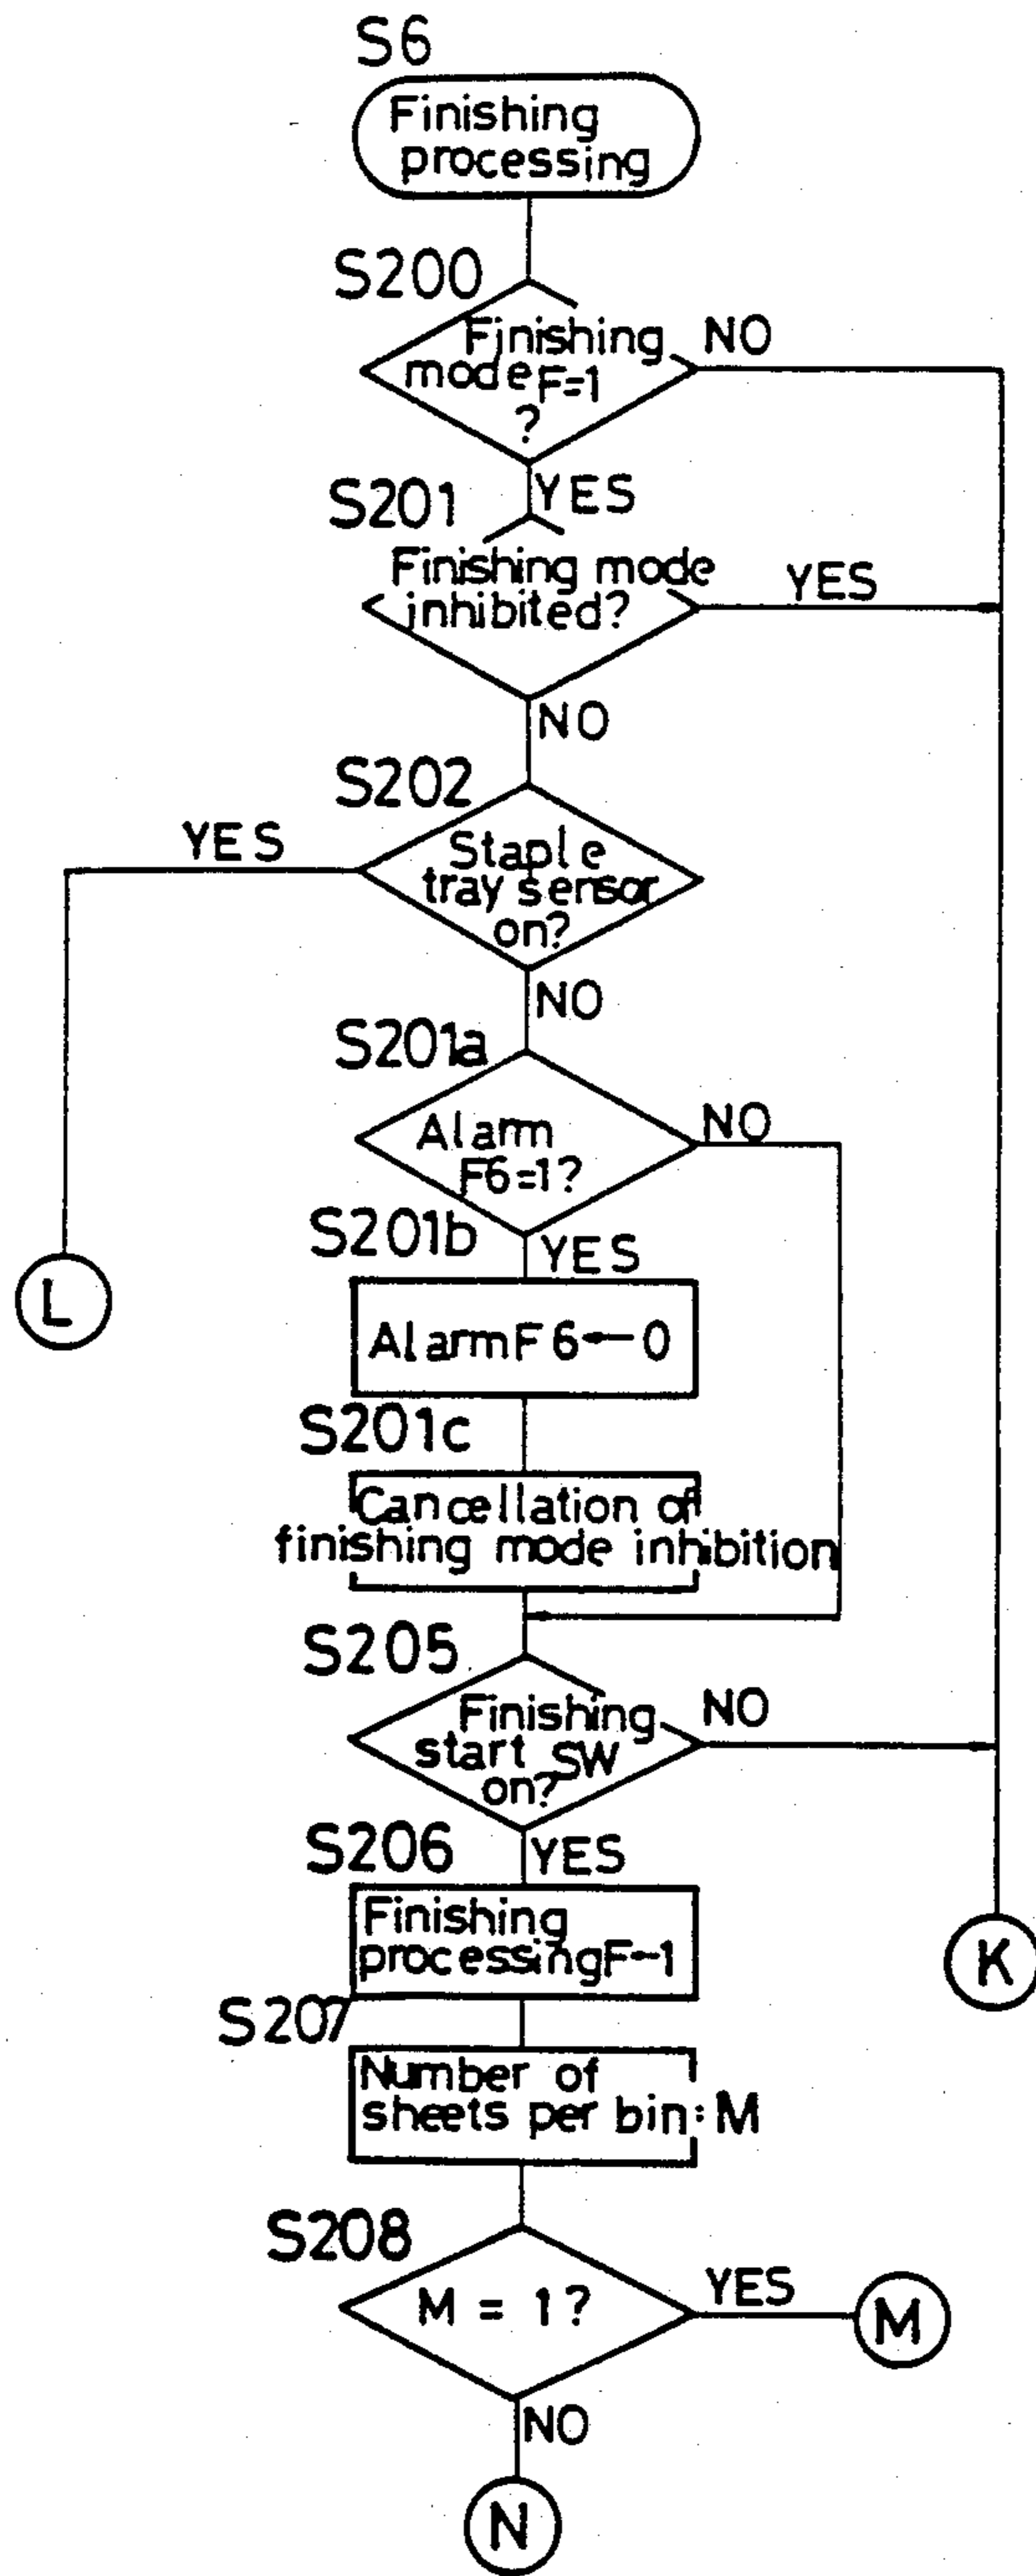 S6
Finishing
processing
S200
Finishing
mode F=1
?
NO
YES
S201
Finishing mode
inhibited?
YES
NO
S202
YES
Staple
tray sensor
on?
NO
S201a
Alarm
F6=1?
NO
S201b
YES
L
Alarm F6←0
S201c
Cancellation of
finishing mode inhibition
S205
Finishing
start SW
on?
NO
S206
YES
Finishing
processing F←1
K
S207
Number of
sheets per bin: M
S208
M = 1?
YES
M
NO
N